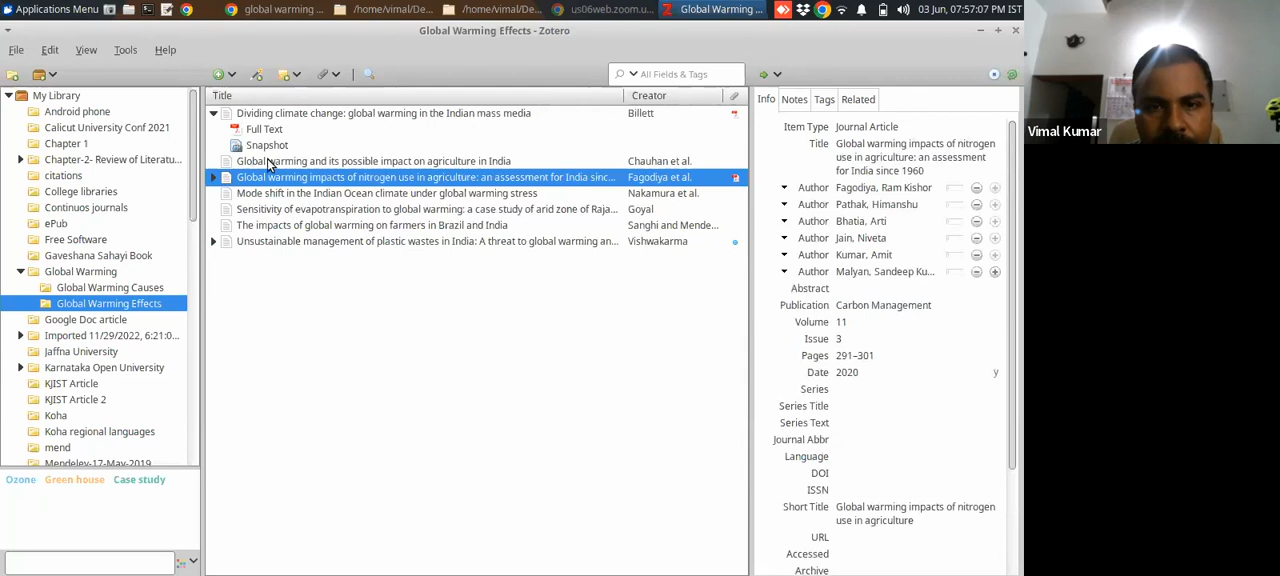 Applications Menu
global warming ...
/home/vimal/De...
/home/vimal/De...
us06web.zoom.u...
Global Warming ...
03 Jun, 57:07 PM IST
Global Warming Effects - Zotero
File Edit View Tools Help
All Fields & Tags
My Library
Android phone
Calicut University Conf 2021
Chapter 1
Chapter-2- Review of Literatu...
citations
College libraries
Continuos journals
ePub
Free Software
Gaveshana Sahayi Book
Global Warming
Global Warming Causes
Global Warming Effects
Google Doc article
Imported 11/29/2022, 6:21:0...
Jaffna University
Karnataka Open University
KJIST Article
KJIST Article 2
Koha
Koha regional languages
mend
Mendeley-17-May-2019
Ozone Green house Case study
Title Creator
Dividing climate change: global warming in the Indian mass media Billett
Full Text
Snapshot
Global warming and its possible impact on agriculture in India Chauhan et al.
Global warming impacts of nitrogen use in agriculture: an assessment for India sinc... Fagodiya et al.
Mode shift in the Indian Ocean climate under global warming stress Nakamura et al.
Sensitivity of evapotranspiration to global warming: a case study of arid zone of Raja... Goyal
The impacts of global warming on farmers in Brazil and India Sanghi and Mende...
Unsustainable management of plastic wastes in India: A threat to global warming an... Vishwakarma
Info Notes Tags Related
Item Type Journal Article
Title Global warming impacts of nitrogen
use in agriculture: an assessment
for India since 1960
Author Fagodiya, Ram Kishor
Author Pathak, Himanshu
Author Bhatia, Arti
Author Jain, Niveta
Author Kumar, Amit
Author Malyan, Sandeep Ku...
Abstract
Publication Carbon Management
Volume 11
Issue 3
Pages 291–301
Date 2020 y
Series
Series Title
Series Text
Journal Abbr
Language
DOI
ISSN
Short Title Global warming impacts of nitrogen
use in agriculture
URL
Accessed
Archive
Vimal Kumar